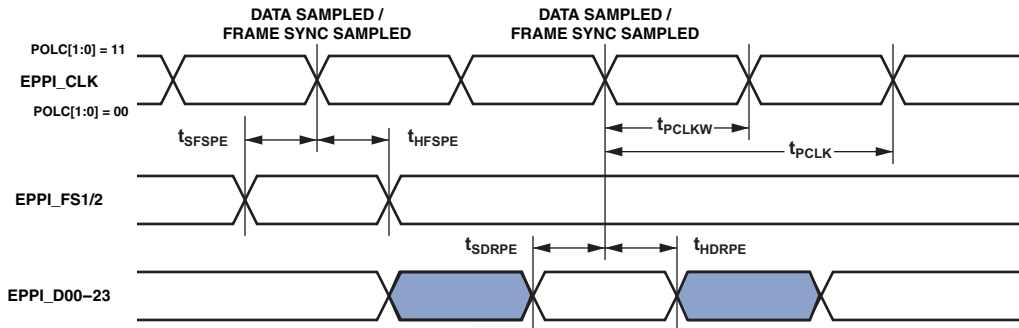 DATA SAMPLED /
FRAME SYNC SAMPLED
DATA SAMPLED /
FRAME SYNC SAMPLED
POLC[1:0] = 11
EPPI_CLK
POLC[1:0] = 00
tSFSPE
tHFSPE
tPCLKW
tPCLK
EPPI_FS1/2
tSDRPE
tHDRPE
EPPI_D00–23